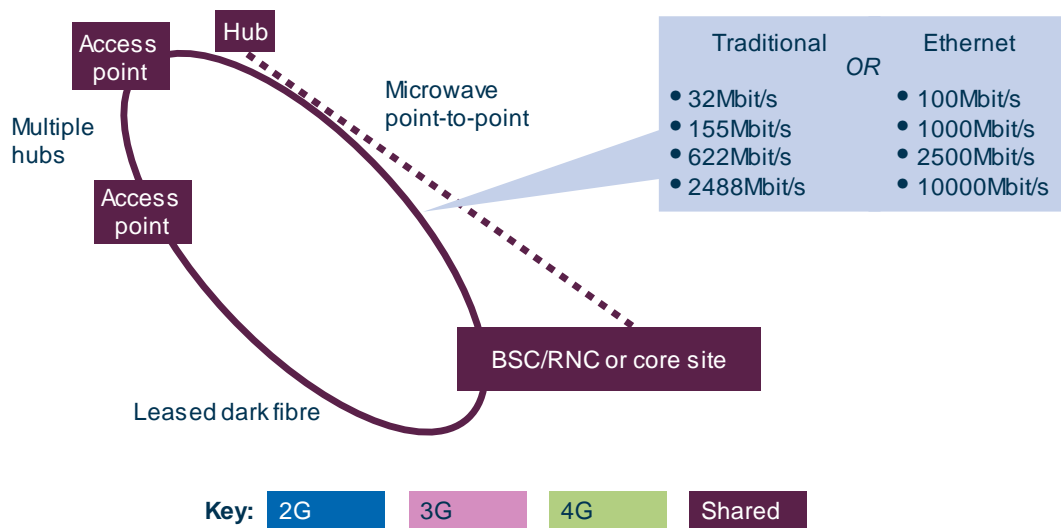 Hub
Access
point
Multiple
hubs
Access
point
Microwave
point-to-point
Traditional
OR
Ethernet
• 32Mbit/s
• 155Mbit/s
• 622Mbit/s
• 2488Mbit/s
• 100Mbit/s
• 1000Mbit/s
• 2500Mbit/s
• 10000Mbit/s
BSC/RNC or core site
Leased dark fibre
Key: 2G 3G 4G Shared